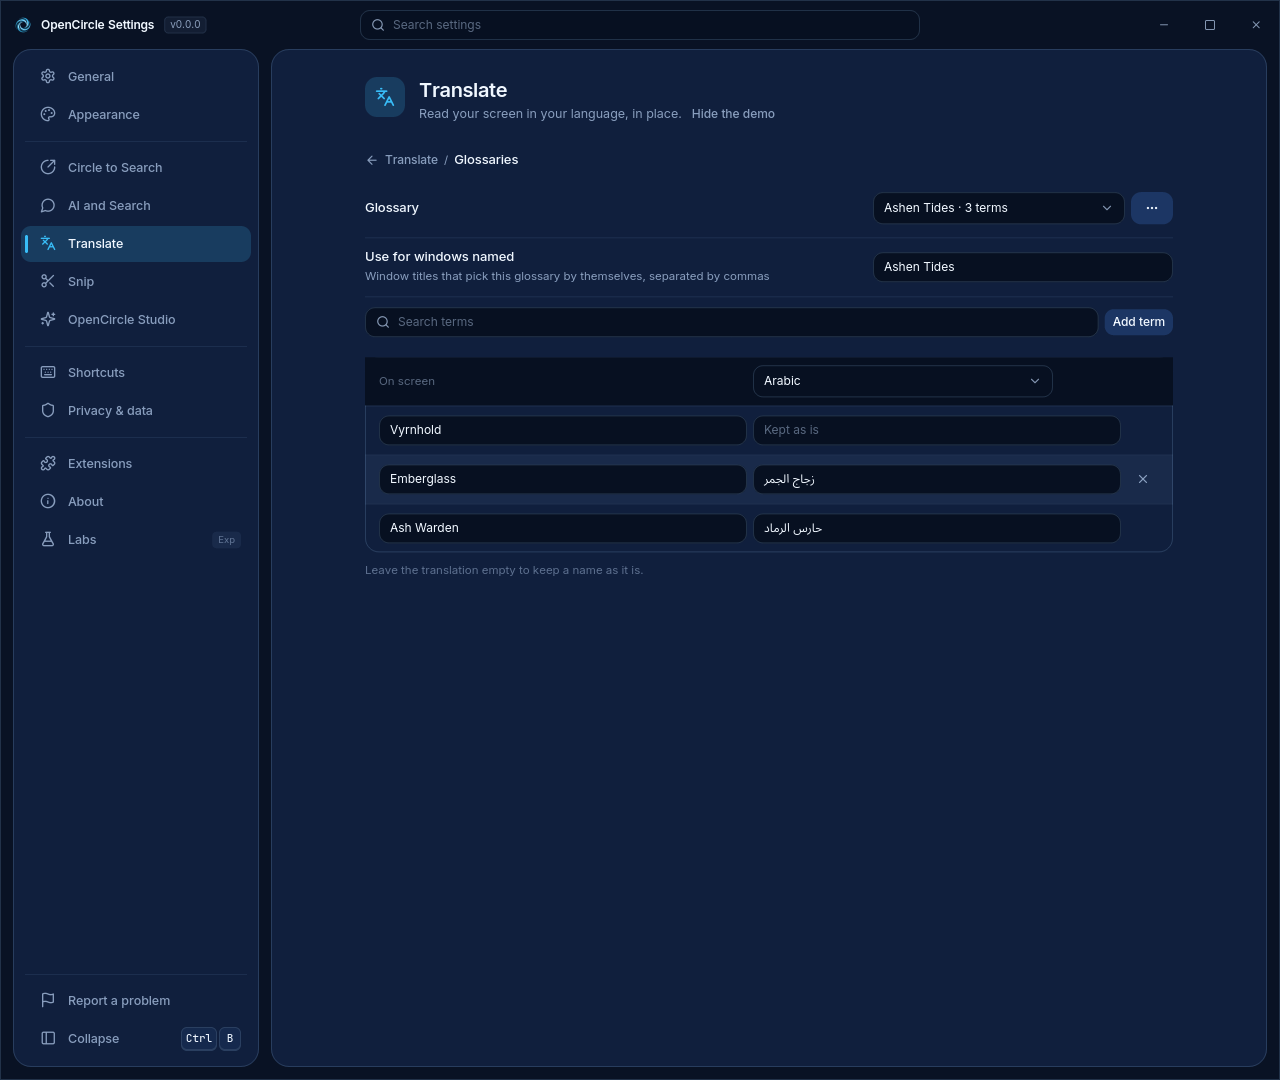 OpenCircle Settings v0.0.0
Search settings
General
Appearance
Circle to Search
AI and Search
Translate
Snip
OpenCircle Studio
Shortcuts
Privacy & data
Extensions
About
Labs Exp
Report a problem
Collapse Ctrl B
Translate
Read your screen in your language, in place. Hide the demo
Translate / Glossaries
Glossary Ashen Tides · 3 terms
Use for windows named
Window titles that pick this glossary by themselves, separated by commas
Ashen Tides
Search terms Add term
On screen Arabic
Vyrnhold Kept as is
Emberglass زجاج الجمر
Ash Warden حارس الرماد
Leave the translation empty to keep a name as it is.